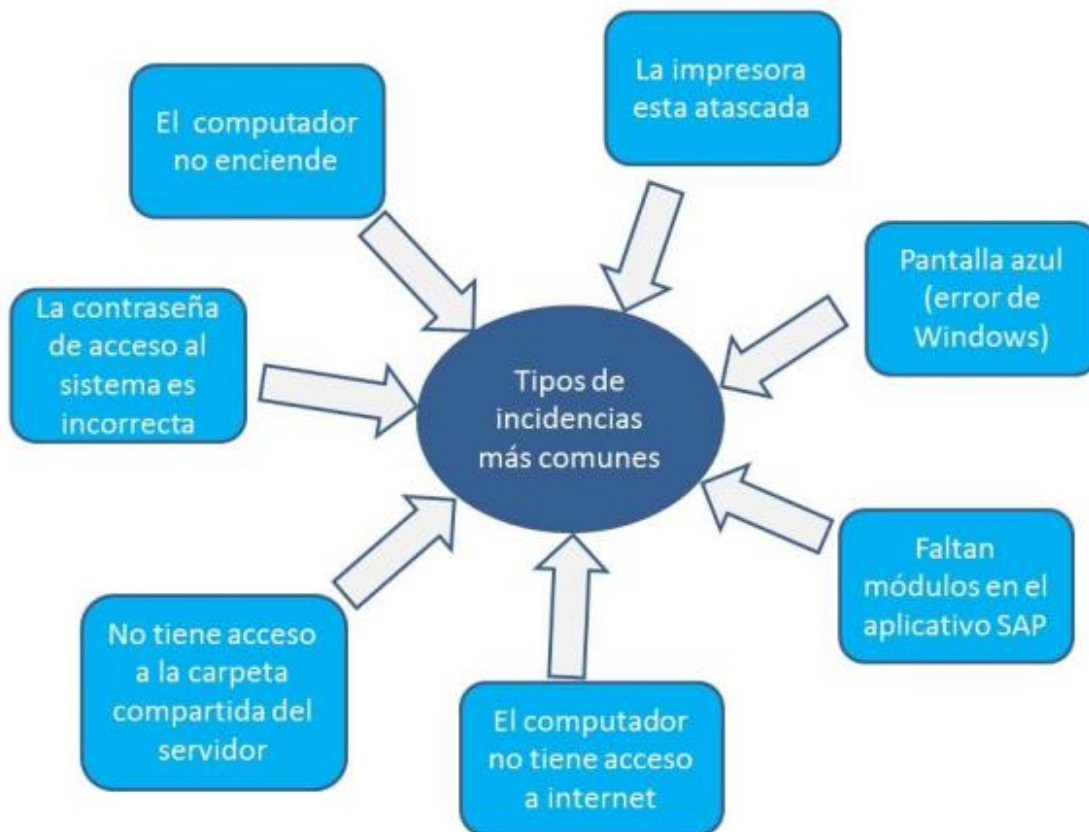 La impresora
esta atascada
El computador
no enciende
Pantalla azul
(error de
Windows)
La contraseña
de acceso al
sistema es
incorrecta
Tipos de
incidencias
más comunes
Faltan
módulos en el
aplicativo SAP
No tiene acceso
a la carpeta
compartida del
servidor
El computador
no tiene acceso
a internet